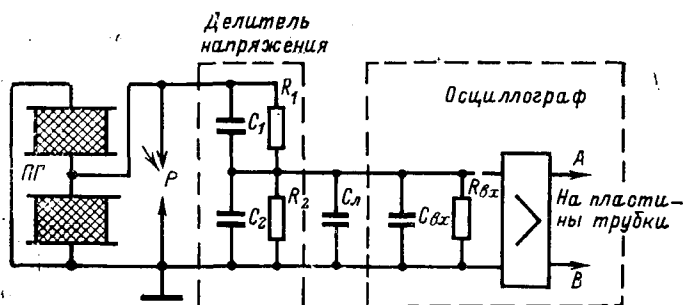 Делитель
напряжения
Осциллограф
R₁
C₁
ПГ
P
R₂
C₂
Cл
Cвх
Rвх
A
На пласти-
ны трубки
B